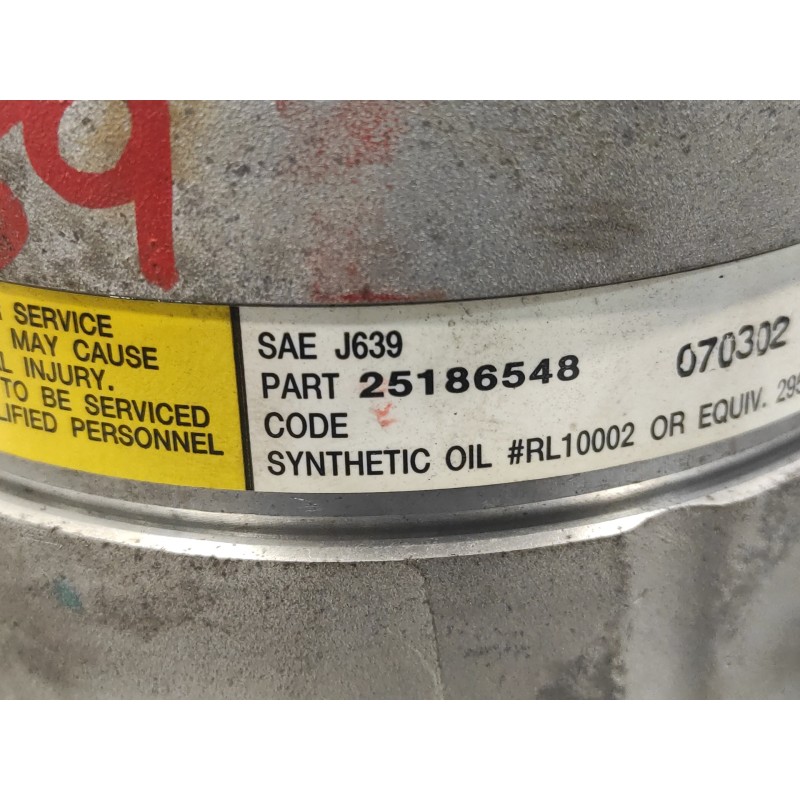 99
SERVICE
MAY CAUSE
INJURY.
TO BE SERVICED
PERSONNEL
SAE J639
PART 25186548
070302
CODE
SYNTHETIC OIL #RL10002 OR EQUIV.